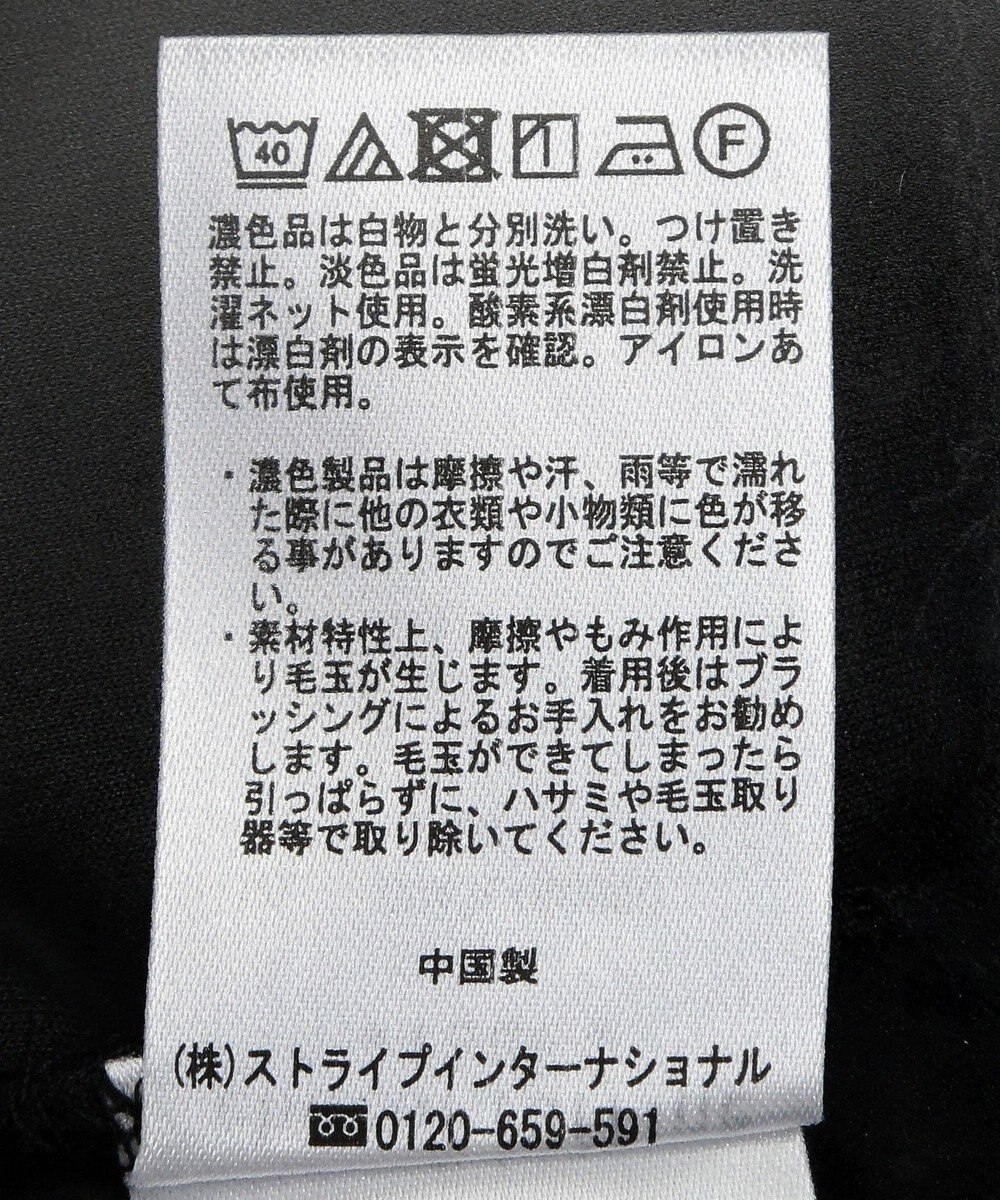 40 F
濃色品は白物と分別洗い。つけ置き
禁止。淡色品は蛍光増白剤禁止。洗
濯ネット使用。酸素系漂白剤使用時
は漂白剤の表示を確認。アイロンあ
て布使用。
・濃色製品は摩擦や汗、雨等で濡れ
た際に他の衣類や小物類に色が移
る事がありますのでご注意くださ
い。
・素材特性上、摩擦やもみ作用によ
り毛玉が生じます。着用後はブラ
ッシングによるお手入れをお勧め
します。毛玉ができてしまったら
引っぱらずに、ハサミや毛玉取り
器等で取り除いてください。
中国製
(株)ストライプインターナショナル
0120-659-591